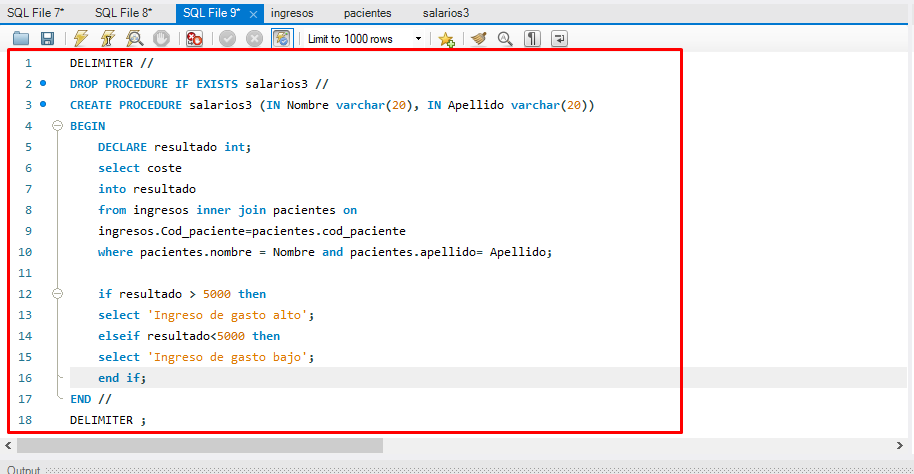 SQL File 7* SQL File 8* SQL File 9* ingresos pacientes salarios3
Limit to 1000 rows
1 DELIMITER //
2 DROP PROCEDURE IF EXISTS salarios3 //
3 CREATE PROCEDURE salarios3 (IN Nombre varchar(20), IN Apellido varchar(20))
4 BEGIN
5 DECLARE resultado int;
6 select coste
7 into resultado
8 from ingresos inner join pacientes on
9 ingresos.Cod_paciente=pacientes.cod_paciente
10 where pacientes.nombre = Nombre and pacientes.apellido= Apellido;
11
12 if resultado > 5000 then
13 select 'Ingreso de gasto alto';
14 elseif resultado<5000 then
15 select 'Ingreso de gasto bajo';
16 end if;
17 END //
18 DELIMITER ;
Output